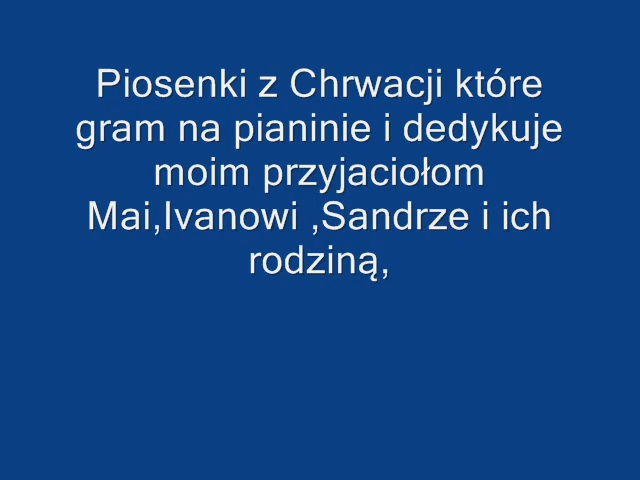 Piosenki z Chrwacji które
gram na pianinie i dedykuje
moim przyjaciołom
Mai,Ivanowi ,Sandrze i ich
rodziną,